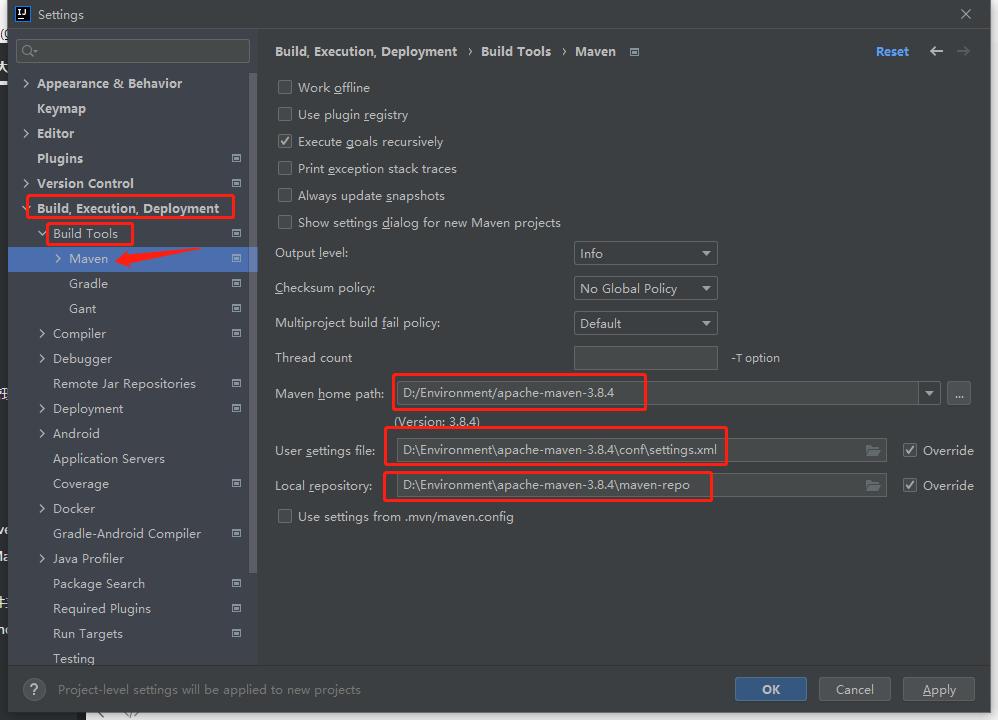 Settings
Appearance & Behavior
Keymap
Editor
Plugins
Version Control
Build, Execution, Deployment
Build Tools
Maven
Gradle
Gant
Compiler
Debugger
Remote Jar Repositories
Deployment
Android
Application Servers
Coverage
Docker
Gradle-Android Compiler
Java Profiler
Package Search
Required Plugins
Run Targets
Testing
Build, Execution, Deployment › Build Tools › Maven
Reset
Work offline
Use plugin registry
Execute goals recursively
Print exception stack traces
Always update snapshots
Show settings dialog for new Maven projects
Output level: Info
Checksum policy: No Global Policy
Multiproject build fail policy: Default
Thread count -T option
Maven home path: D:/Environment/apache-maven-3.8.4 ...
(Version: 3.8.4)
User settings file: D:\Environment\apache-maven-3.8.4\conf\settings.xml Override
Local repository: D:\Environment\apache-maven-3.8.4\maven-repo Override
Use settings from .mvn/maven.config
? Project-level settings will be applied to new projects
OK Cancel Apply